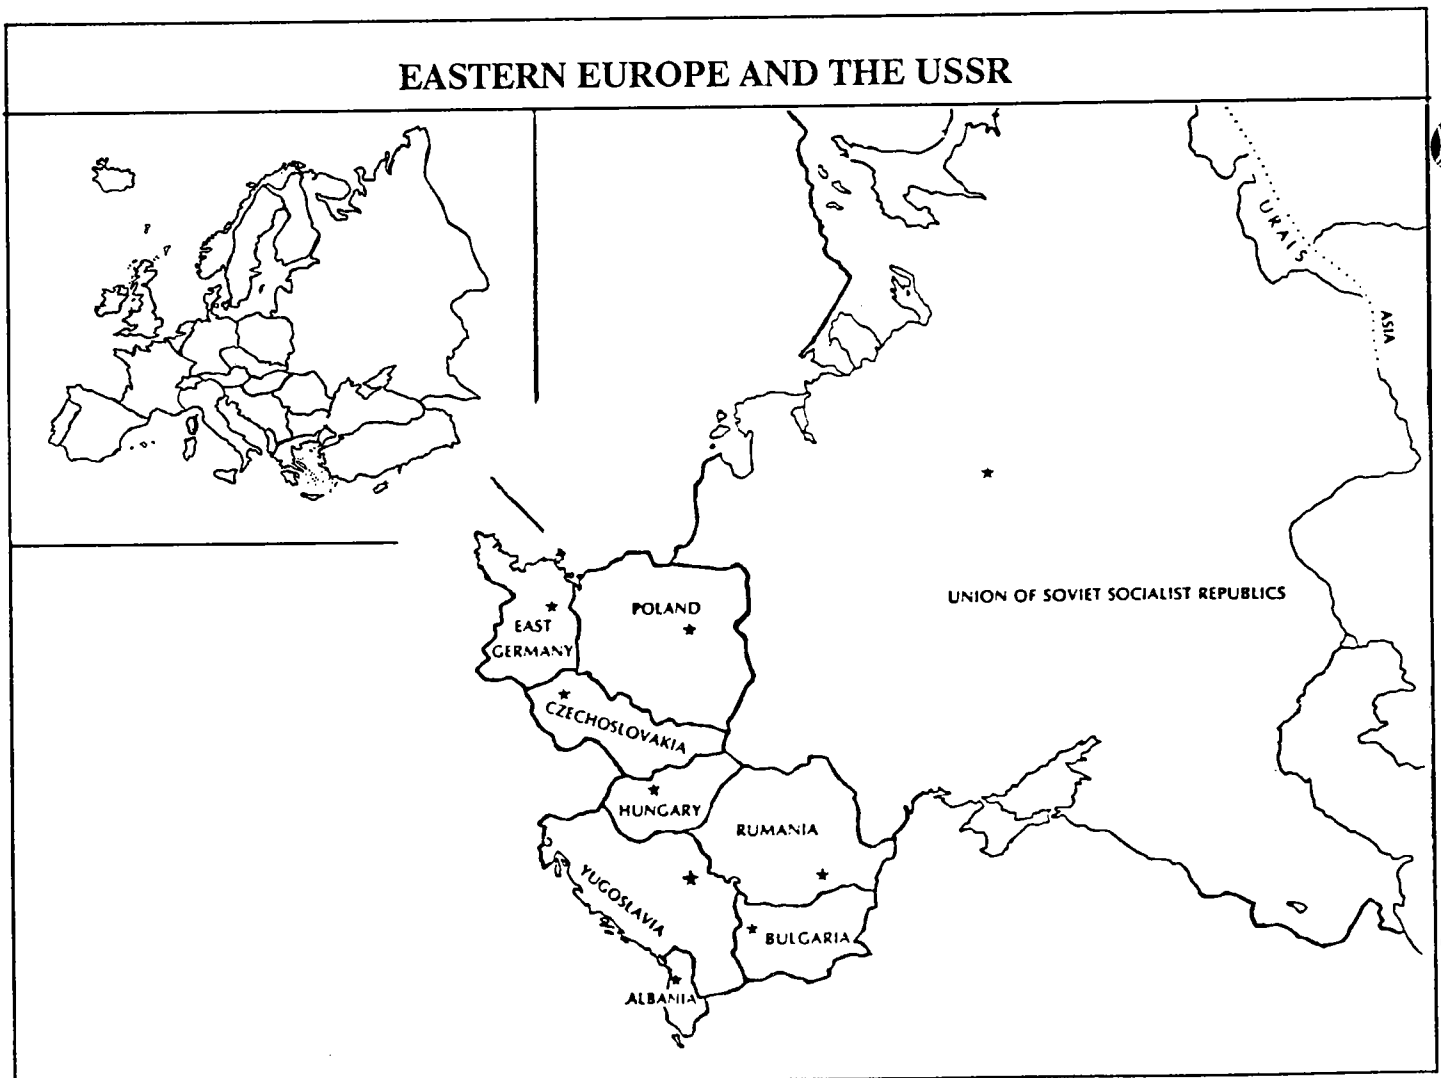 EASTERN EUROPE AND THE USSR
URALS
ASIA
UNION OF SOVIET SOCIALIST REPUBLICS
POLAND
EAST
GERMANY
CZECHOSLOVAKIA
HUNGARY
RUMANIA
YUGOSLAVIA
BULGARIA
ALBANIA